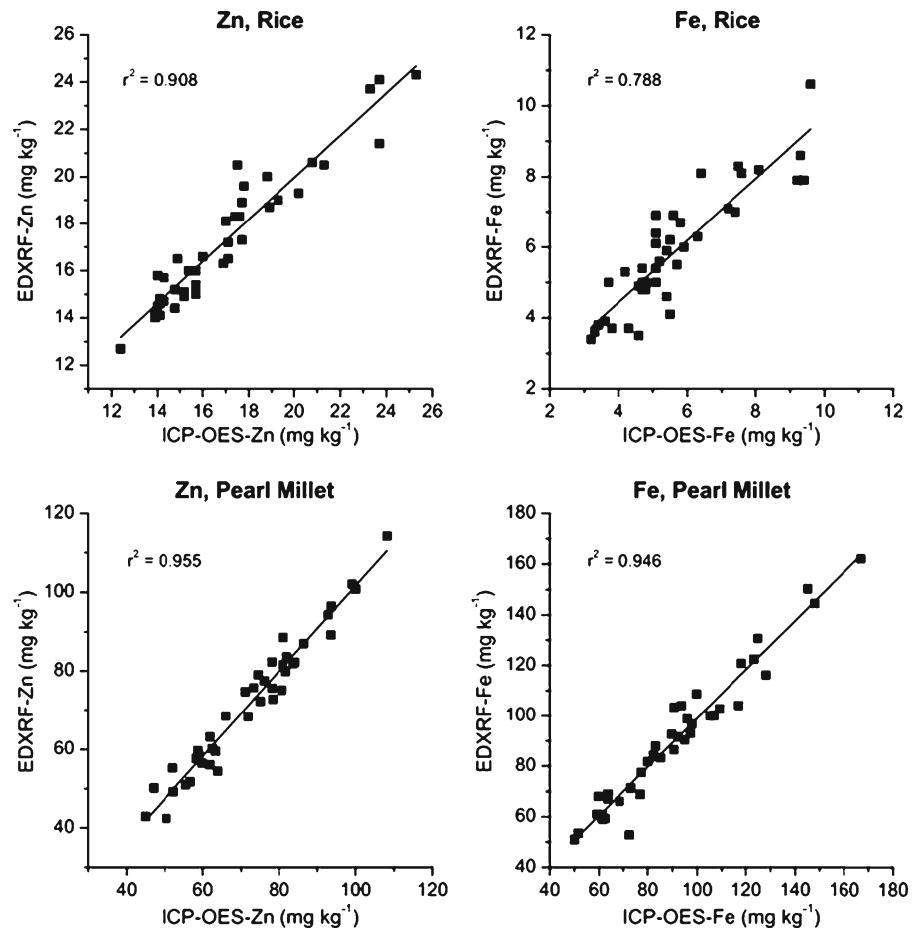 Zn, Rice
r² = 0.908
EDXRF-Zn (mg kg⁻¹)
26
24
22
20
18
16
14
12
12 14 16 18 20 22 24 26
ICP-OES-Zn (mg kg⁻¹)
Fe, Rice
r² = 0.788
EDXRF-Fe (mg kg⁻¹)
12
10
8
6
4
2
2 4 6 8 10 12
ICP-OES-Fe (mg kg⁻¹)
Zn, Pearl Millet
r² = 0.955
EDXRF-Zn (mg kg⁻¹)
120
100
80
60
40
40 60 80 100 120
ICP-OES-Zn (mg kg⁻¹)
Fe, Pearl Millet
r² = 0.946
EDXRF-Fe (mg kg⁻¹)
180
160
140
120
100
80
60
40
40 60 80 100 120 140 160 180
ICP-OES-Fe (mg kg⁻¹)